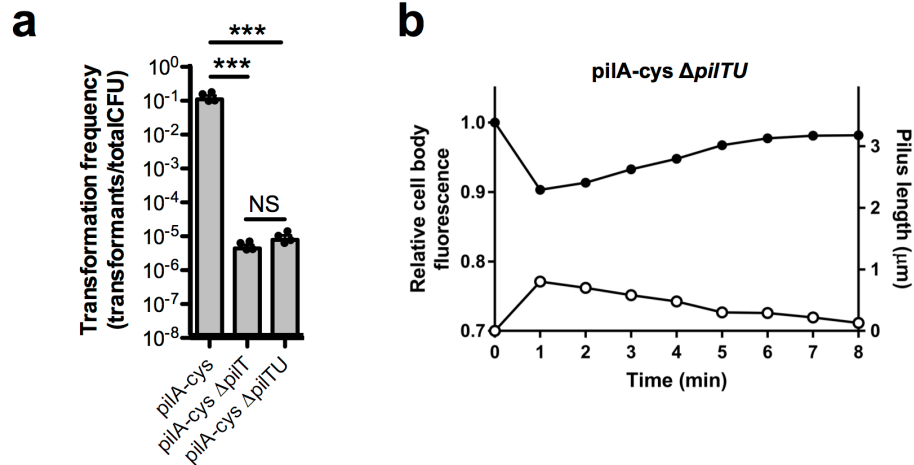 a
Transformation frequency
(transformants/totalCFU)
10⁰
10⁻¹
10⁻²
10⁻³
10⁻⁴
10⁻⁵
10⁻⁶
10⁻⁷
10⁻⁸
***
***
NS
pilA-cys
pilA-cys ΔpilT
pilA-cys ΔpilTU
b
pilA-cys ΔpilTU
Relative cell body
fluorescence
1.0
0.9
0.8
0.7
Pilus length (μm)
3
2
1
0
0 1 2 3 4 5 6 7 8
Time (min)